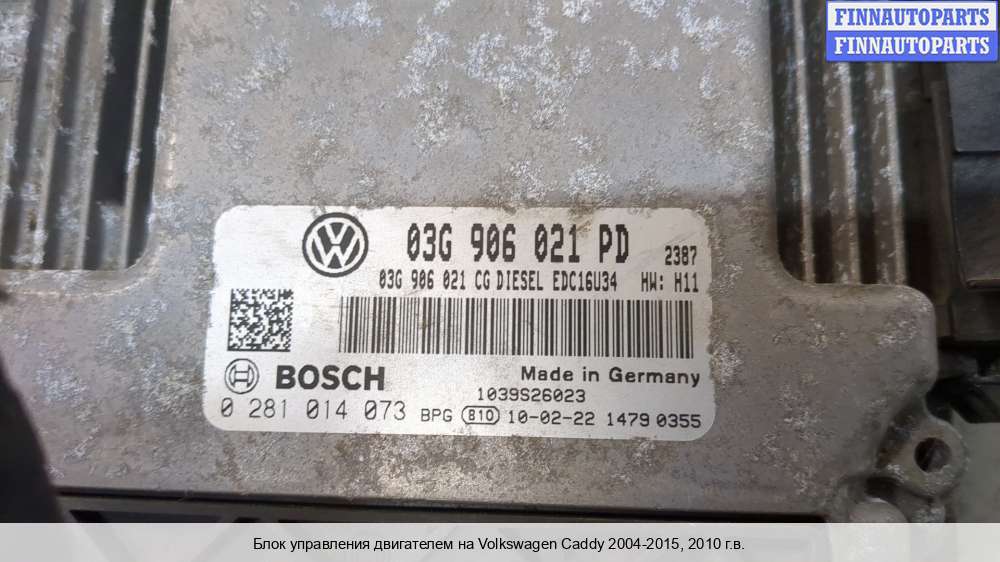 FINNAUTOPARTS
FINNAUTOPARTS
03G 906 021 PD 2387
03G 906 021 CG DIESEL EDC16U34 HW: H11
BOSCH Made in Germany
1039S26023
0 281 014 073 BPG B10 10-02-22 1479 0355
Блок управления двигателем на Volkswagen Caddy 2004-2015, 2010 г.в.